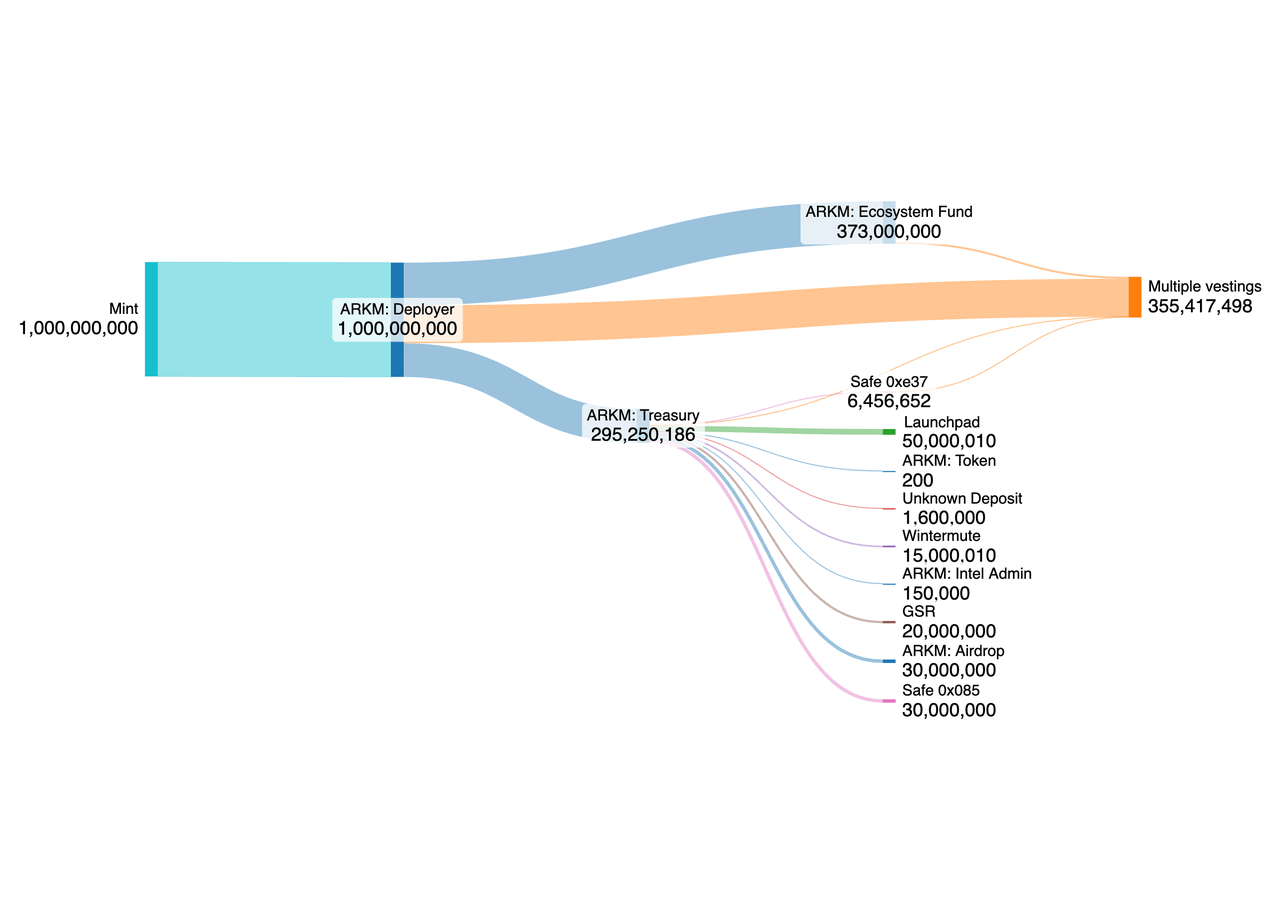 Mint
1,000,000,000
ARKM: Deployer
1,000,000,000
ARKM: Ecosystem Fund
373,000,000
Multiple vestings
355,417,498
ARKM: Treasury
295,250,186
Safe 0xe37
6,456,652
Launchpad
50,000,010
ARKM: Token
200
Unknown Deposit
1,600,000
Wintermute
15,000,010
ARKM: Intel Admin
150,000
GSR
20,000,000
ARKM: Airdrop
30,000,000
Safe 0x085
30,000,000